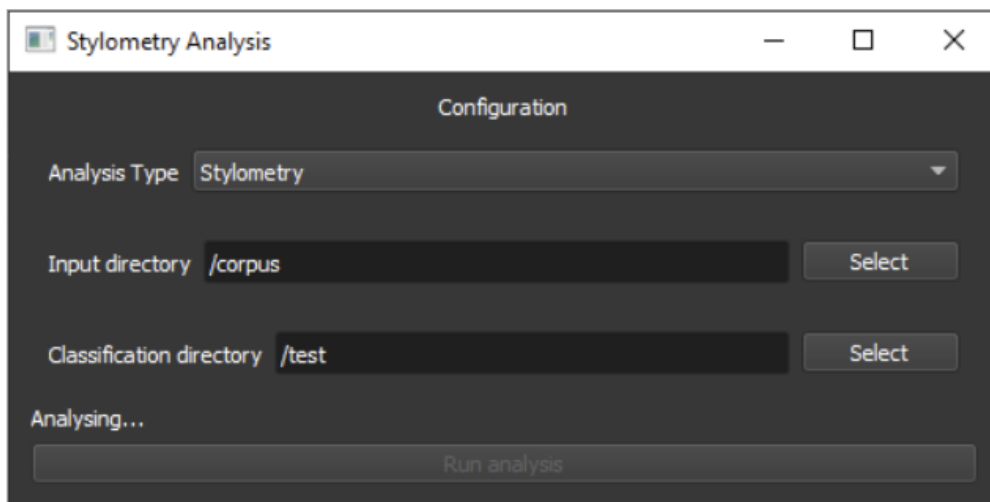 Stylometry Analysis
Configuration
Analysis Type Stylometry
Input directory /corpus Select
Classification directory /test Select
Analysing...
Run analysis